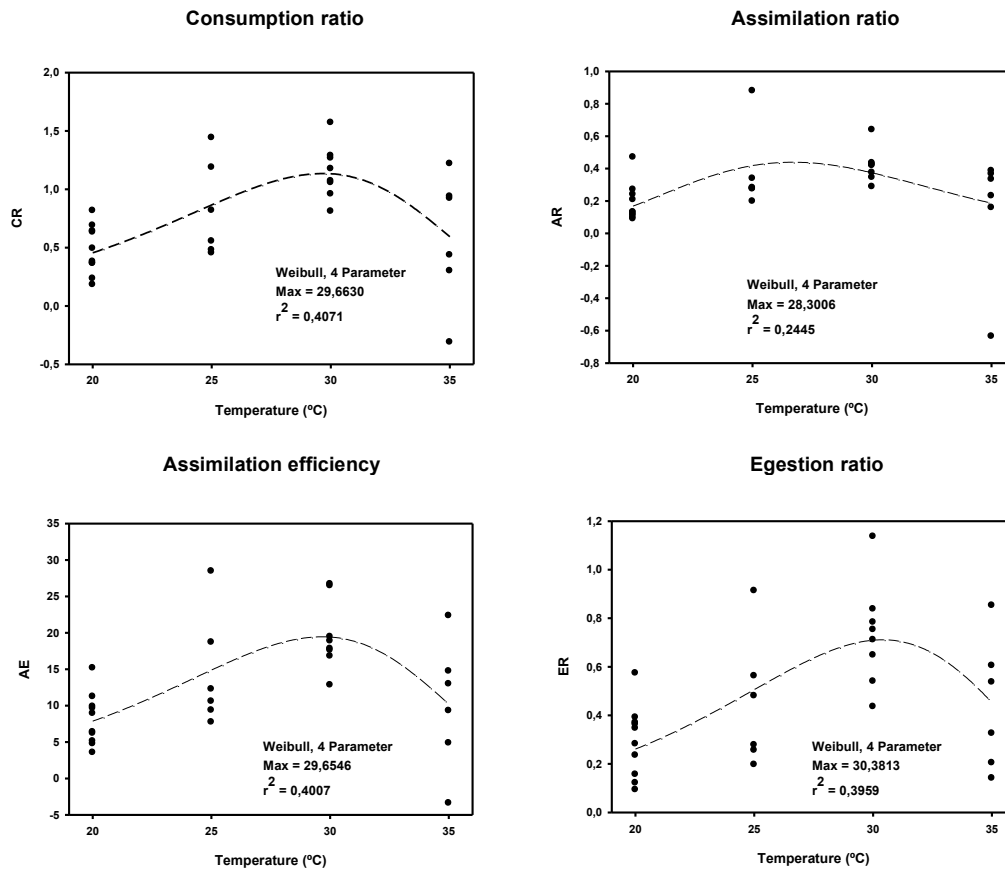 Consumption ratio
2,0
1,5
1,0
0,5
0,0
-0,5
CR
Weibull, 4 Parameter
Max = 29,6630
r2 = 0,4071
20 25 30 35
Temperature (ºC)
Assimilation ratio
1,0
0,8
0,6
0,4
0,2
0,0
-0,2
-0,4
-0,6
-0,8
AR
Weibull, 4 Parameter
Max = 28,3006
r2 = 0,2445
20 25 30 35
Temperature (ºC)
Assimilation efficiency
35
30
25
20
15
10
5
0
-5
AE
Weibull, 4 Parameter
Max = 29,6546
r2 = 0,4007
20 25 30 35
Temperature (ºC)
Egestion ratio
1,2
1,0
0,8
0,6
0,4
0,2
0,0
ER
Weibull, 4 Parameter
Max = 30,3813
r2 = 0,3959
20 25 30 35
Temperature (ºC)